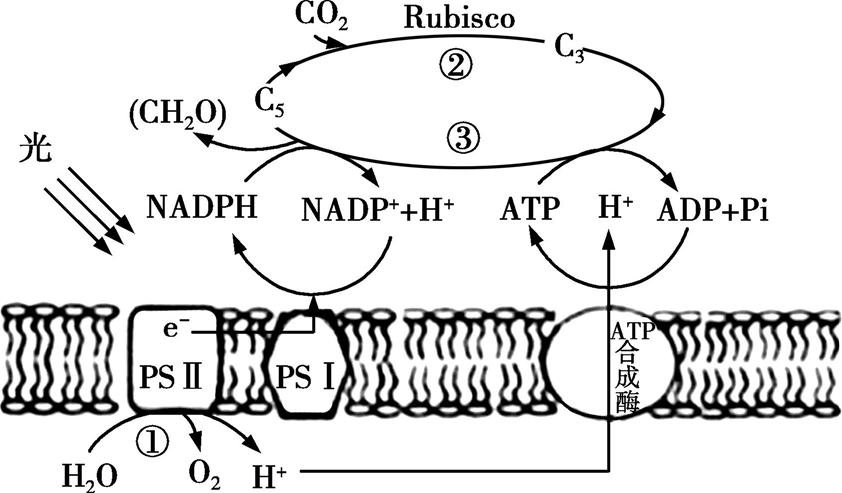 CO₂ Rubisco
②
C₃
C₅
(CH₂O)
③
光
NADPH NADP⁺+H⁺ ATP H⁺ ADP+Pi
e⁻
PSⅡ
PSⅠ
ATP
合
成
酶
①
H₂O O₂ H⁺